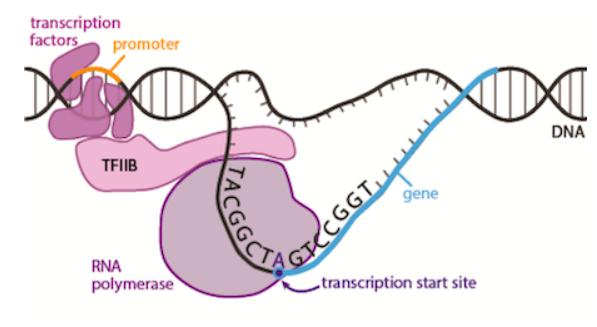 transcription
factors
promoter
DNA
TFIIB
TACGGCTAGTCCGGT
gene
RNA
polymerase
transcription start site